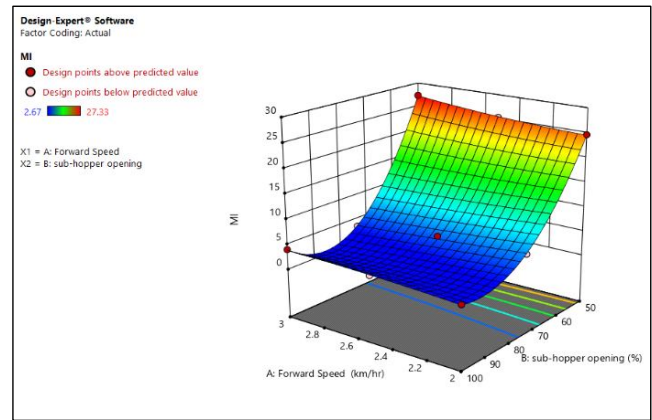 Design-Expert® Software
Factor Coding: Actual
MI
Design points above predicted value
Design points below predicted value
2.67 27.33
X1 = A: Forward Speed
X2 = B: sub-hopper opening
30
25
20
15
10
5
0
MI
3
2.8
2.6
2.4
2.2
2
A: Forward Speed (km/hr)
100
90
80
70
60
50
B: sub-hopper opening (%)